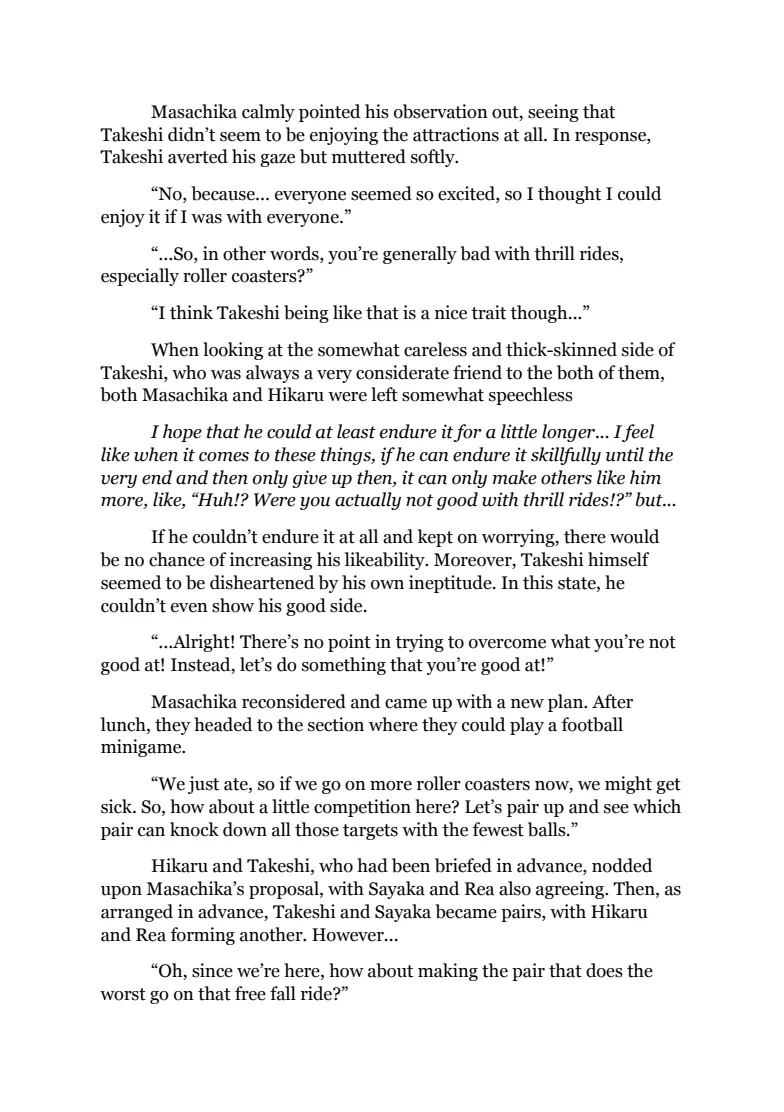 Masachika calmly pointed his observation out, seeing that
Takeshi didn’t seem to be enjoying the attractions at all. In response,
Takeshi averted his gaze but muttered softly.
“No, because... everyone seemed so excited, so I thought I could
enjoy it if I was with everyone.”
“...So, in other words, you’re generally bad with thrill rides,
especially roller coasters?”
“I think Takeshi being like that is a nice trait though...”
When looking at the somewhat careless and thick-skinned side of
Takeshi, who was always a very considerate friend to the both of them,
both Masachika and Hikaru were left somewhat speechless
I hope that he could at least endure it for a little longer... I feel
like when it comes to these things, if he can endure it skillfully until the
very end and then only give up then, it can only make others like him
more, like, “Huh!? Were you actually not good with thrill rides!?” but...
If he couldn’t endure it at all and kept on worrying, there would
be no chance of increasing his likeability. Moreover, Takeshi himself
seemed to be disheartened by his own ineptitude. In this state, he
couldn’t even show his good side.
“...Alright! There’s no point in trying to overcome what you’re not
good at! Instead, let’s do something that you’re good at!”
Masachika reconsidered and came up with a new plan. After
lunch, they headed to the section where they could play a football
minigame.
“We just ate, so if we go on more roller coasters now, we might get
sick. So, how about a little competition here? Let’s pair up and see which
pair can knock down all those targets with the fewest balls.”
Hikaru and Takeshi, who had been briefed in advance, nodded
upon Masachika’s proposal, with Sayaka and Rea also agreeing. Then, as
arranged in advance, Takeshi and Sayaka became pairs, with Hikaru
and Rea forming another. However...
“Oh, since we’re here, how about making the pair that does the
worst go on that free fall ride?”